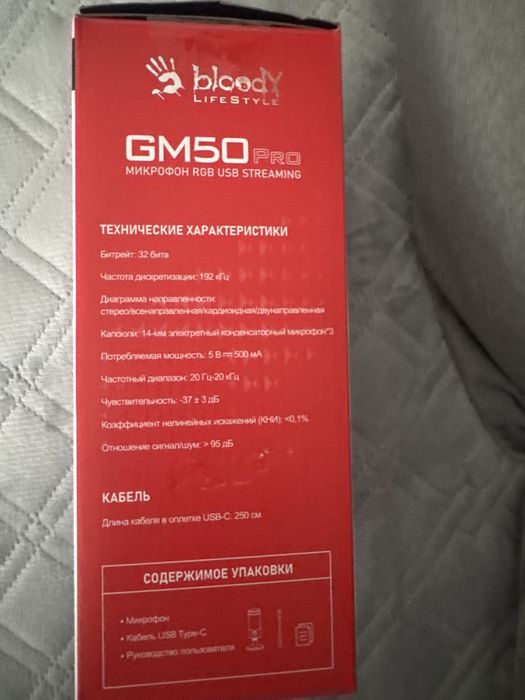 bloody
LIFESTYLE
GM50 PRO
МИКРОФОН RGB USB STREAMING
ТЕХНИЧЕСКИЕ ХАРАКТЕРИСТИКИ
Битрейт: 32 бита
Частота дискретизации: 192 кГц
Диаграмма направленности:
стерео/всенаправленная/кардиоидная/двунаправленная
Капсюли: 14-мм электретный конденсаторный микрофон*3
Потребляемая мощность: 5 В ⎓ 500 мА
Частотный диапазон: 20 Гц-20 кГц
Чувствительность: -37 ± 3 дБ
Коэффициент нелинейных искажений (КНИ): <0,1%
Отношение сигнал/шум: > 95 дБ
КАБЕЛЬ
Длина кабеля в оплетке USB-C: 250 см
СОДЕРЖИМОЕ УПАКОВКИ
• Микрофон
• Кабель USB Type-C
• Руководство пользователя